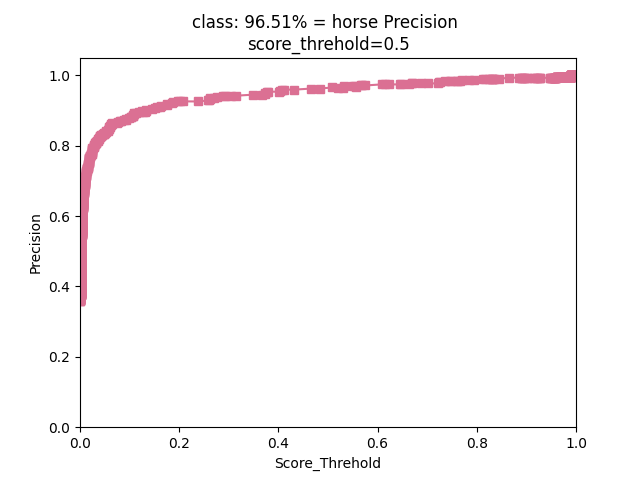 class: 96.51% = horse Precision
score_threhold=0.5
1.0
0.8
0.6
0.4
0.2
0.0
Precision
0.0 0.2 0.4 0.6 0.8 1.0
Score_Threhold